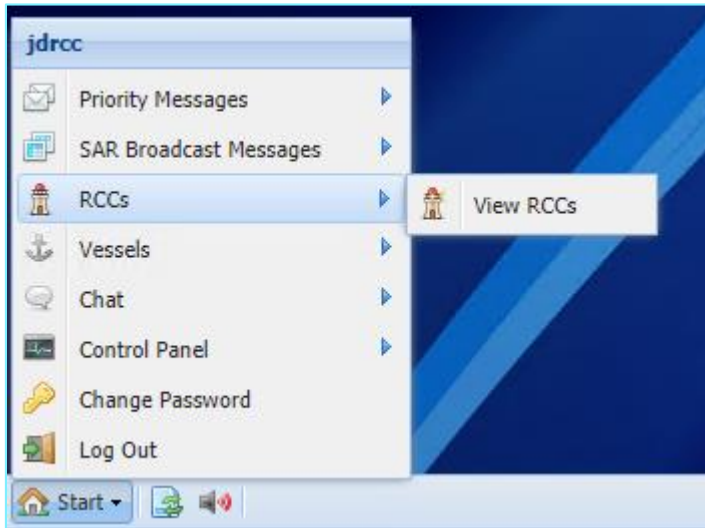 jdrcc
Priority Messages
SAR Broadcast Messages
RCCs
View RCCs
Vessels
Chat
Control Panel
Change Password
Log Out
Start